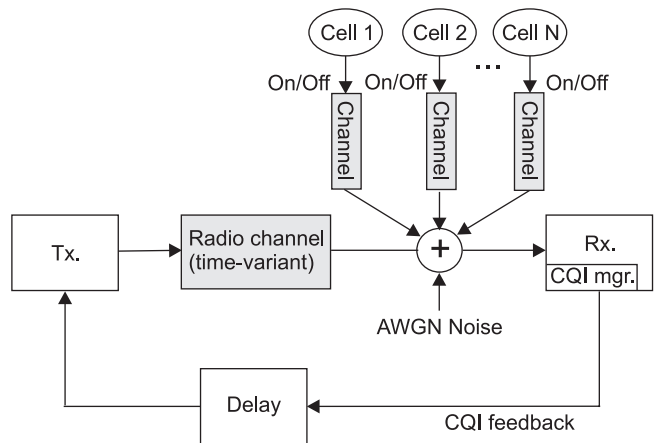 Cell 1
Cell 2
Cell N
...
On/Off
On/Off
On/Off
Channel
Channel
Channel
Tx.
Radio channel
(time-variant)
+
Rx.
CQI mgr.
AWGN Noise
Delay
CQI feedback